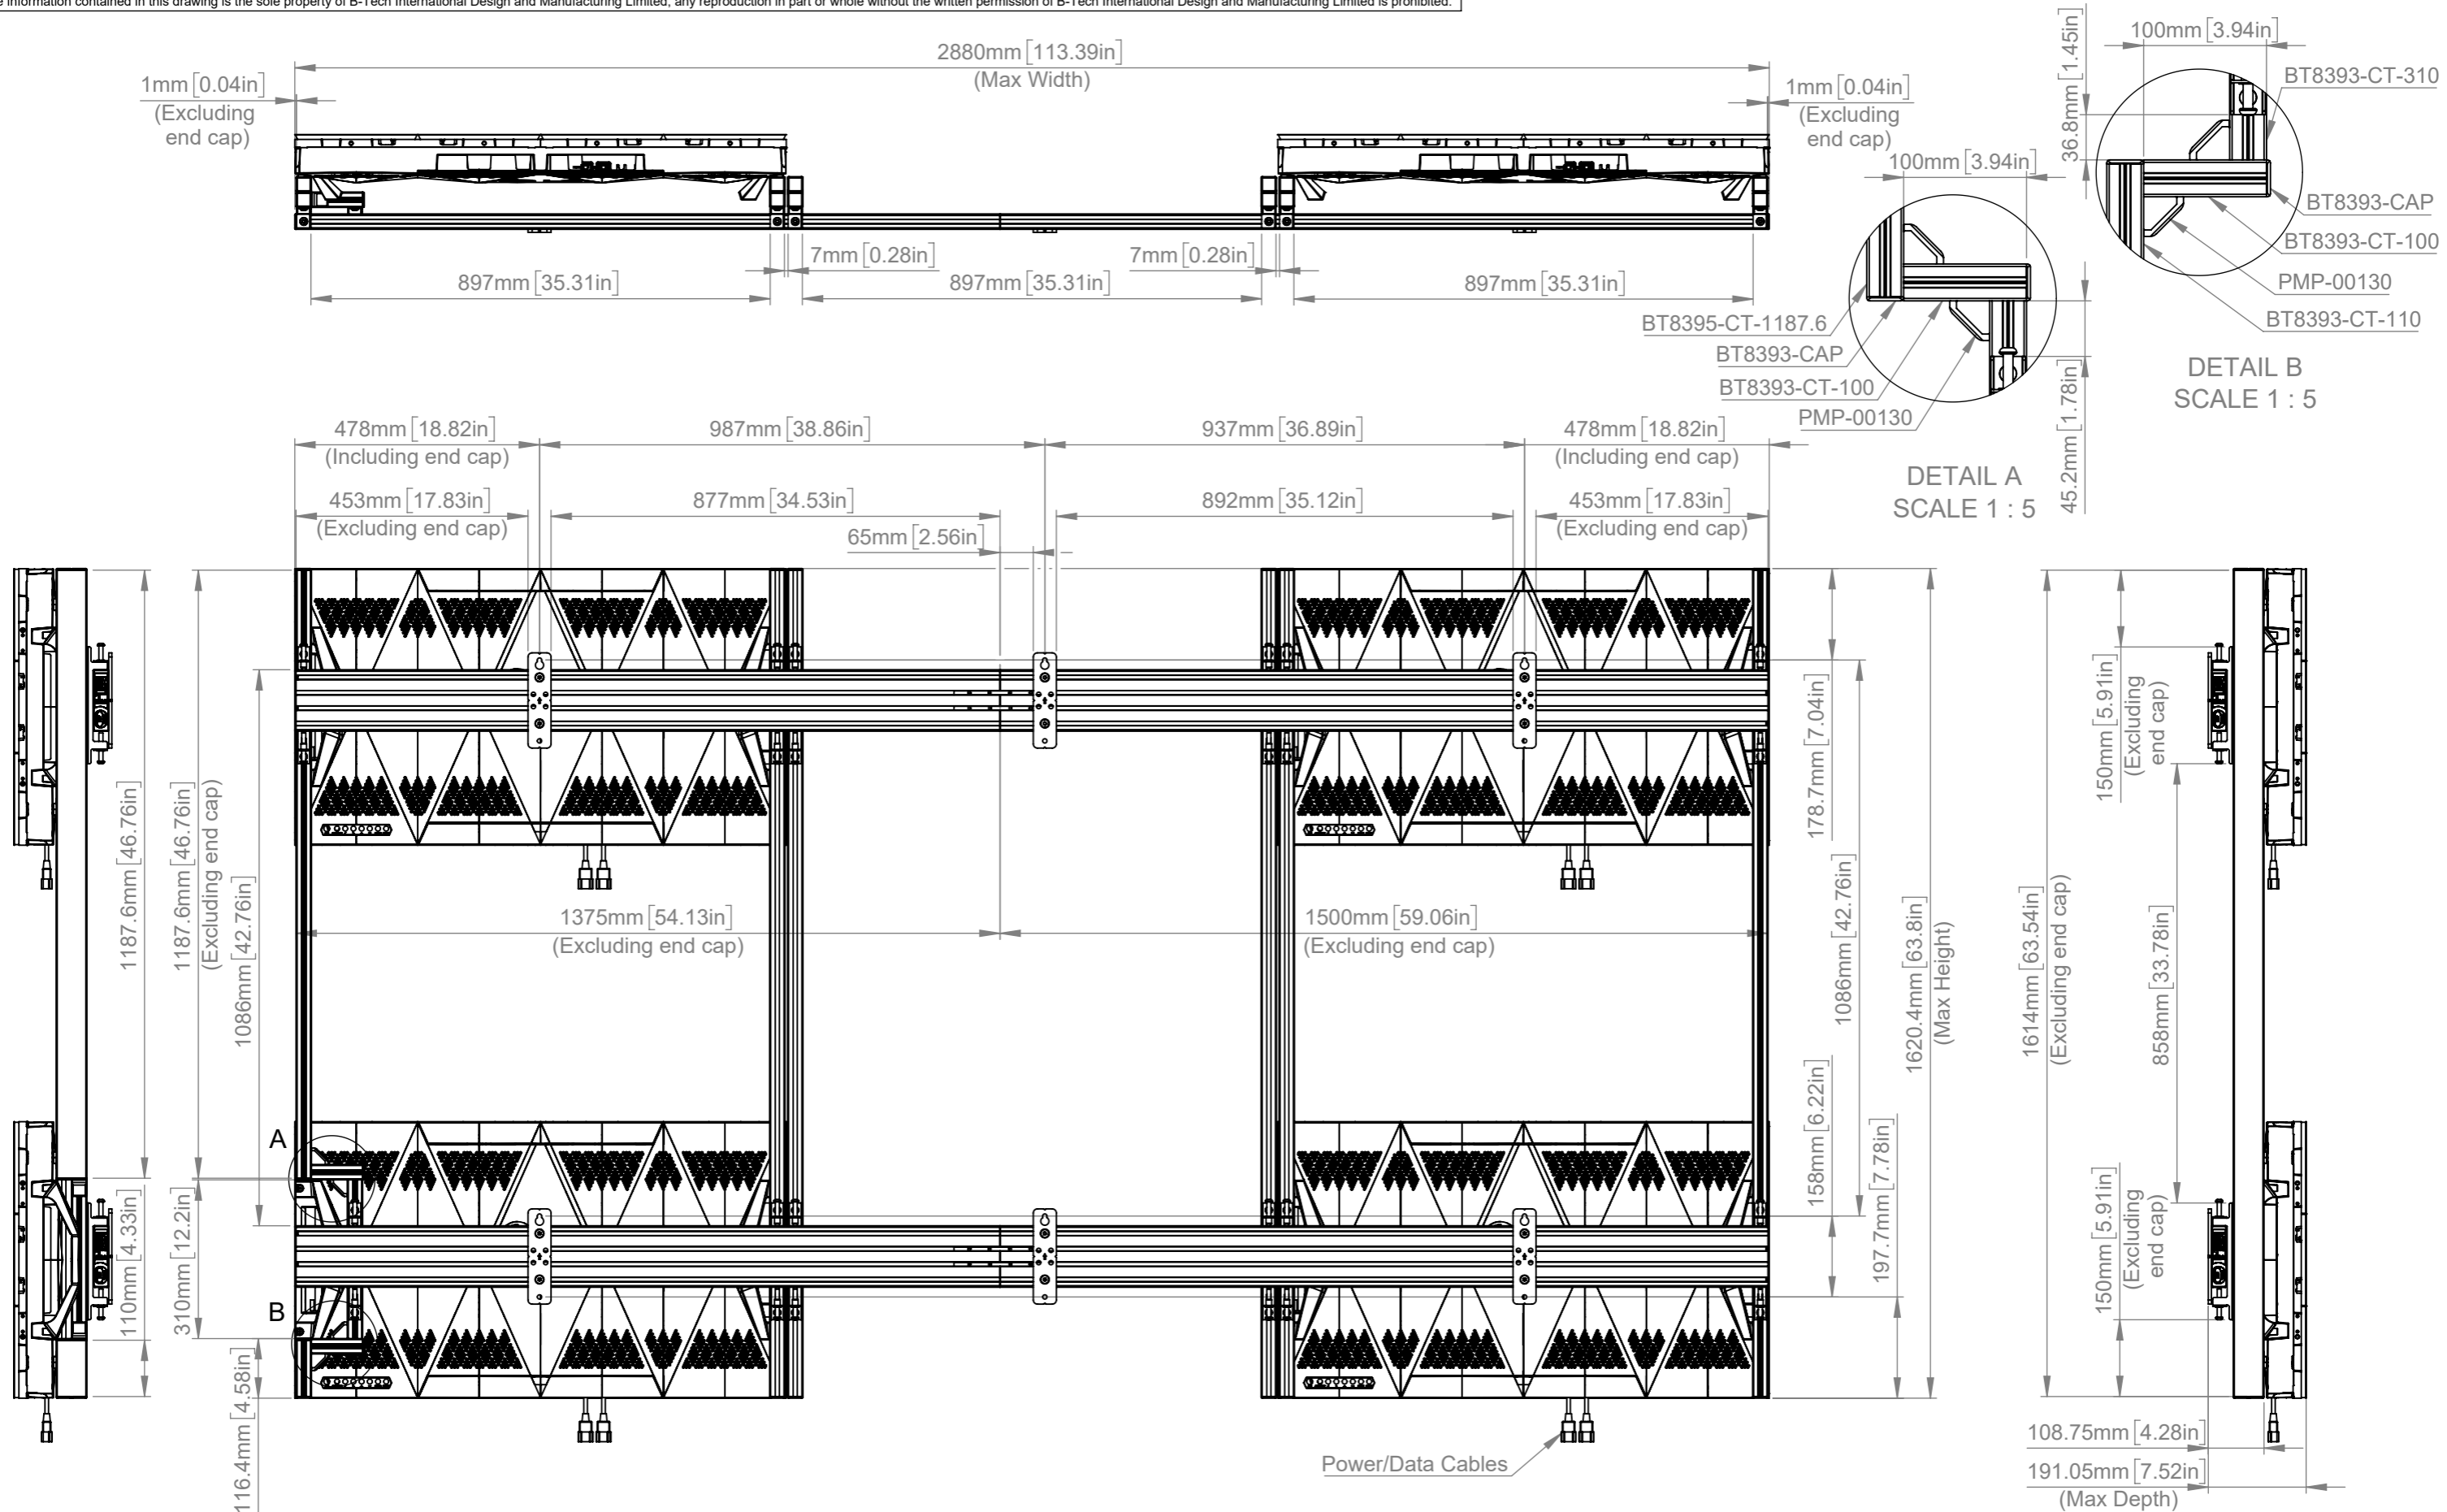 e information contained in this drawing is the sole property of B-Tech International Design and Manufacturing Limited, any reproduction in part or whole without the written permission of B-Tech International Design and Manufacturing Limited is prohibited.
2880mm [113.39in]
(Max Width)
1mm [0.04in]
(Excluding
end cap)
1mm [0.04in]
(Excluding
end cap)
7mm [0.28in]
7mm [0.28in]
897mm [35.31in]
897mm [35.31in]
897mm [35.31in]
100mm [3.94in]
36.8mm [1.45in]
BT8393-CT-310
BT8393-CAP
BT8393-CT-100
PMP-00130
BT8393-CT-110
DETAIL B
SCALE 1 : 5
100mm [3.94in]
BT8395-CT-1187.6
BT8393-CAP
BT8393-CT-100
PMP-00130
45.2mm [1.78in]
DETAIL A
SCALE 1 : 5
478mm [18.82in]
(Including end cap)
987mm [38.86in]
937mm [36.89in]
478mm [18.82in]
(Including end cap)
453mm [17.83in]
(Excluding end cap)
877mm [34.53in]
892mm [35.12in]
453mm [17.83in]
(Excluding end cap)
65mm [2.56in]
1187.6mm [46.76in]
1187.6mm [46.76in]
(Excluding end cap)
1086mm [42.76in]
110mm [4.33in]
310mm [12.2in]
116.4mm [4.58in]
A
B
1375mm [54.13in]
(Excluding end cap)
1500mm [59.06in]
(Excluding end cap)
178.7mm [7.04in]
1086mm [42.76in]
1620.4mm [63.8in]
(Max Height)
158mm [6.22in]
197.7mm [7.78in]
Power/Data Cables
1614mm [63.54in]
(Excluding end cap)
150mm [5.91in]
(Excluding
end cap)
858mm [33.78in]
150mm [5.91in]
(Excluding
end cap)
108.75mm [4.28in]
191.05mm [7.52in]
(Max Depth)